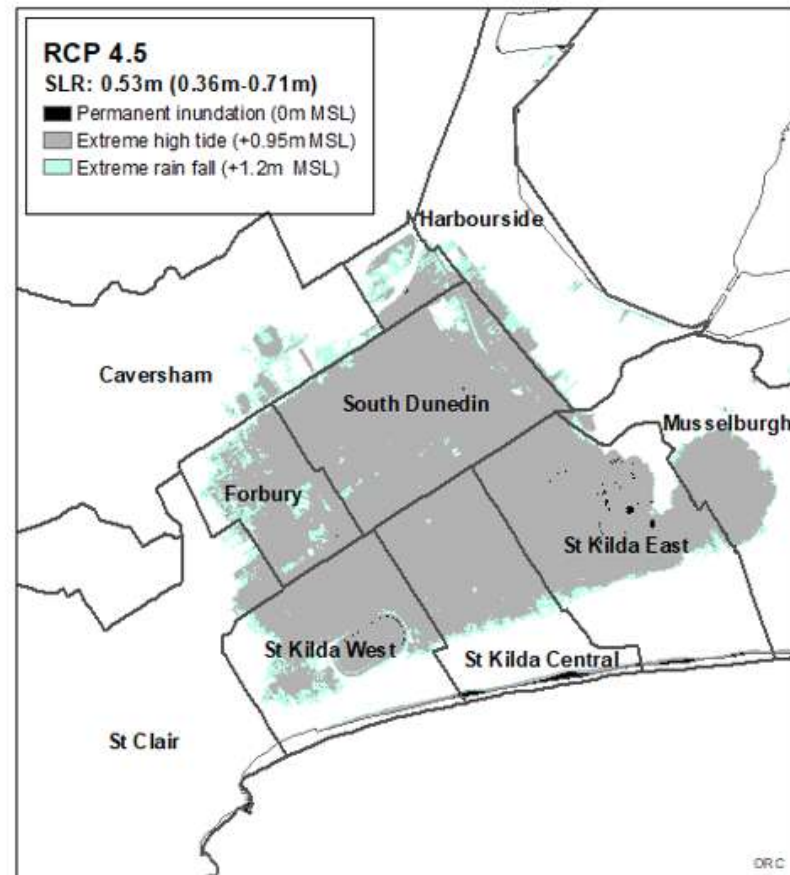 RCP 4.5
SLR: 0.53m (0.36m-0.71m)
Permanent inundation (0m MSL)
Extreme high tide (+0.95m MSL)
Extreme rain fall (+1.2m MSL)
Harbourside
Caversham
South Dunedin
Musselburgh
Forbury
St Kilda East
St Kilda West
St Kilda Central
St Clair
ORC